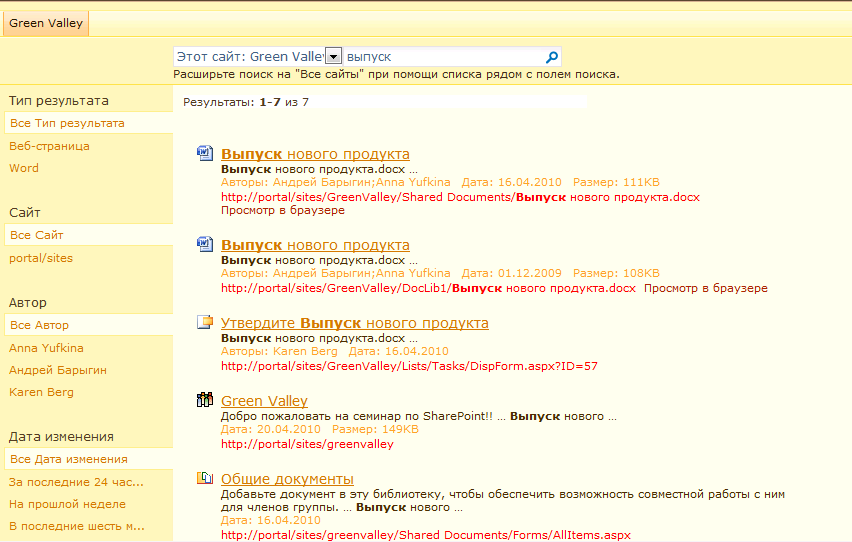 Green Valley
Этот сайт: Green Valley выпуск
Расширьте поиск на "Все сайты" при помощи списка рядом с полем поиска.
Тип результата
Все Тип результата
Веб-страница
Word
Сайт
Все Сайт
portal/sites
Автор
Все Автор
Anna Yufkina
Андрей Барыгин
Karen Berg
Дата изменения
Все Дата изменения
За последние 24 час...
На прошлой неделе
В последние шесть м...
Результаты: 1-7 из 7
Выпуск нового продукта
Выпуск нового продукта.docx ...
Авторы: Андрей Барыгин;Anna Yufkina Дата: 16.04.2010 Размер: 111KB
http://portal/sites/GreenValley/Shared Documents/Выпуск нового продукта.docx
Просмотр в браузере
Выпуск нового продукта
Выпуск нового продукта.docx ...
Авторы: Андрей Барыгин;Anna Yufkina Дата: 01.12.2009 Размер: 108KB
http://portal/sites/GreenValley/DocLib1/Выпуск нового продукта.docx Просмотр в браузере
Утвердите Выпуск нового продукта
Выпуск нового продукта.docx ...
Авторы: Karen Berg Дата: 16.04.2010
http://portal/sites/GreenValley/Lists/Tasks/DispForm.aspx?ID=57
Green Valley
Добро пожаловать на семинар по SharePoint!! ... Выпуск нового ...
Дата: 20.04.2010 Размер: 149KB
http://portal/sites/greenvalley
Общие документы
Добавьте документ в эту библиотеку, чтобы обеспечить возможность совместной работы с ним
для членов группы. ... Выпуск нового ...
Дата: 16.04.2010
http://portal/sites/greenvalley/Shared Documents/Forms/AllItems.aspx